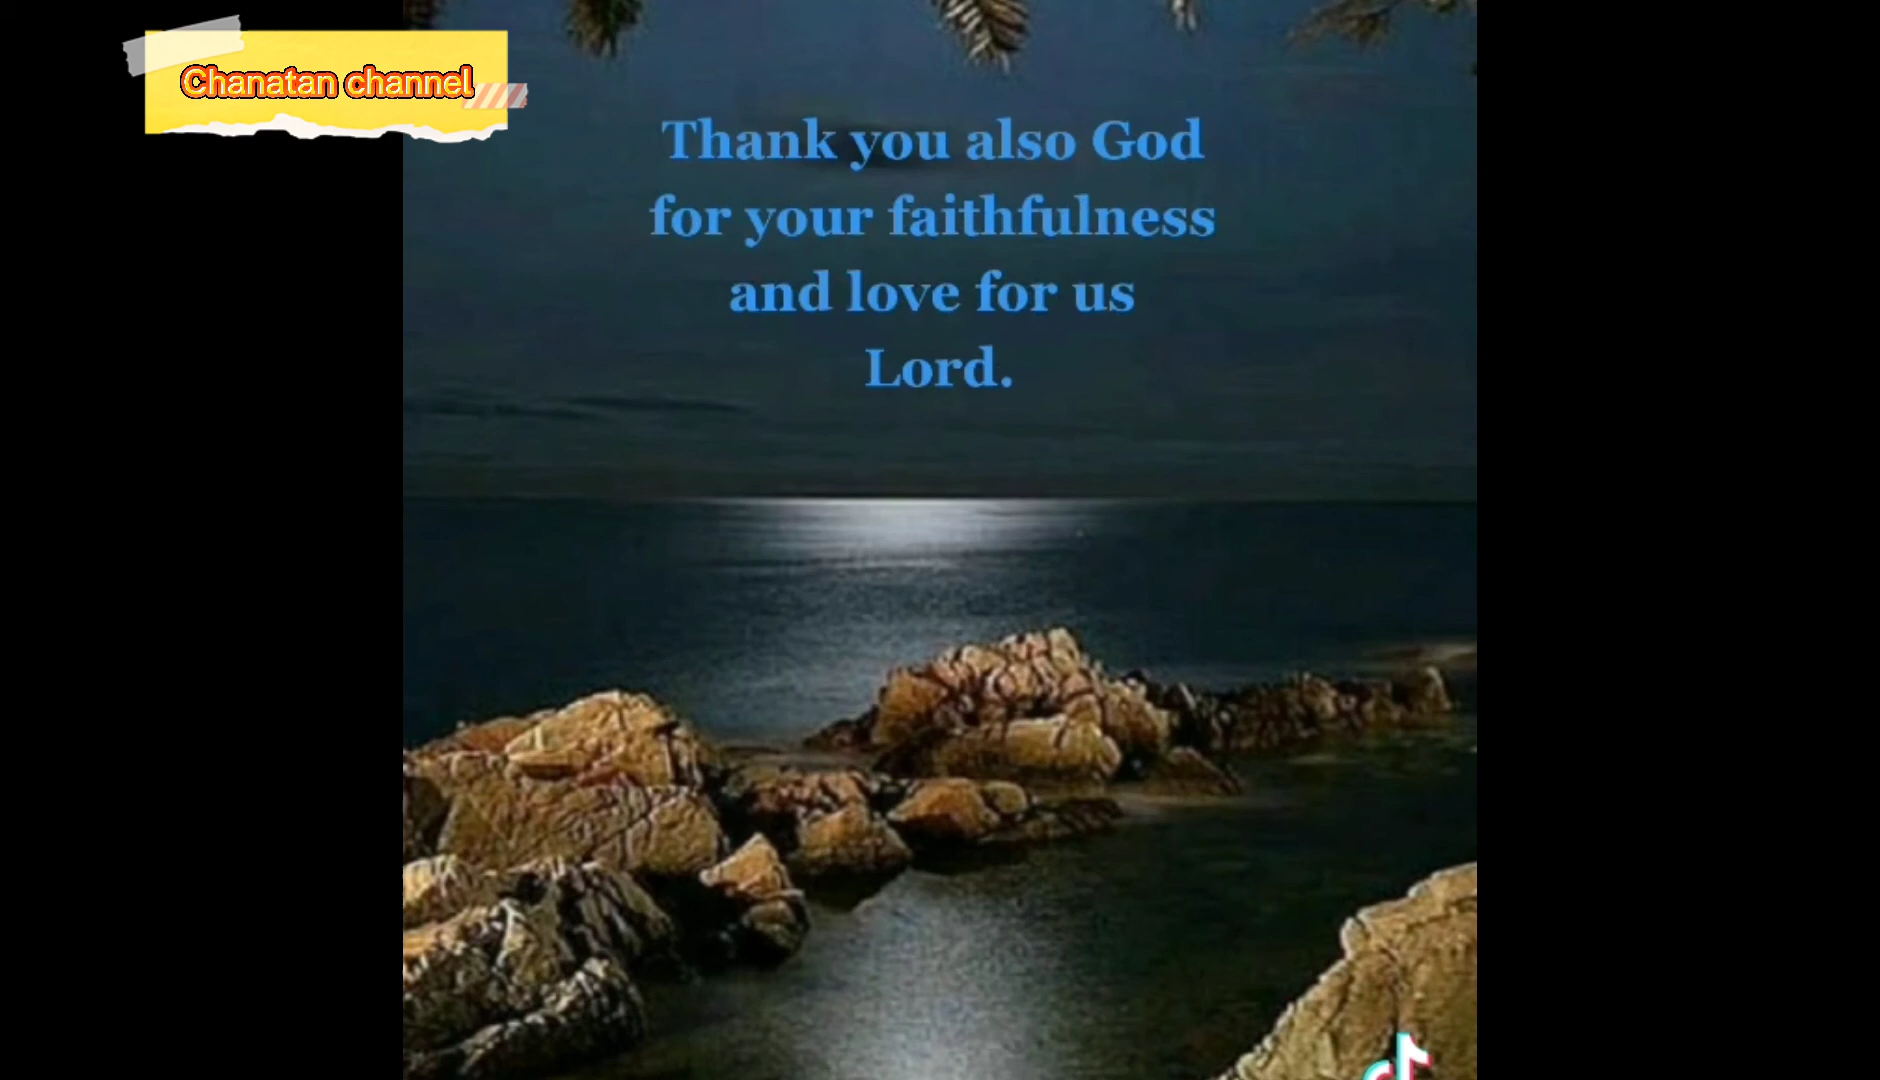 Chanatan channel
Thank you also God
for your faithfulness
and love for us
Lord.